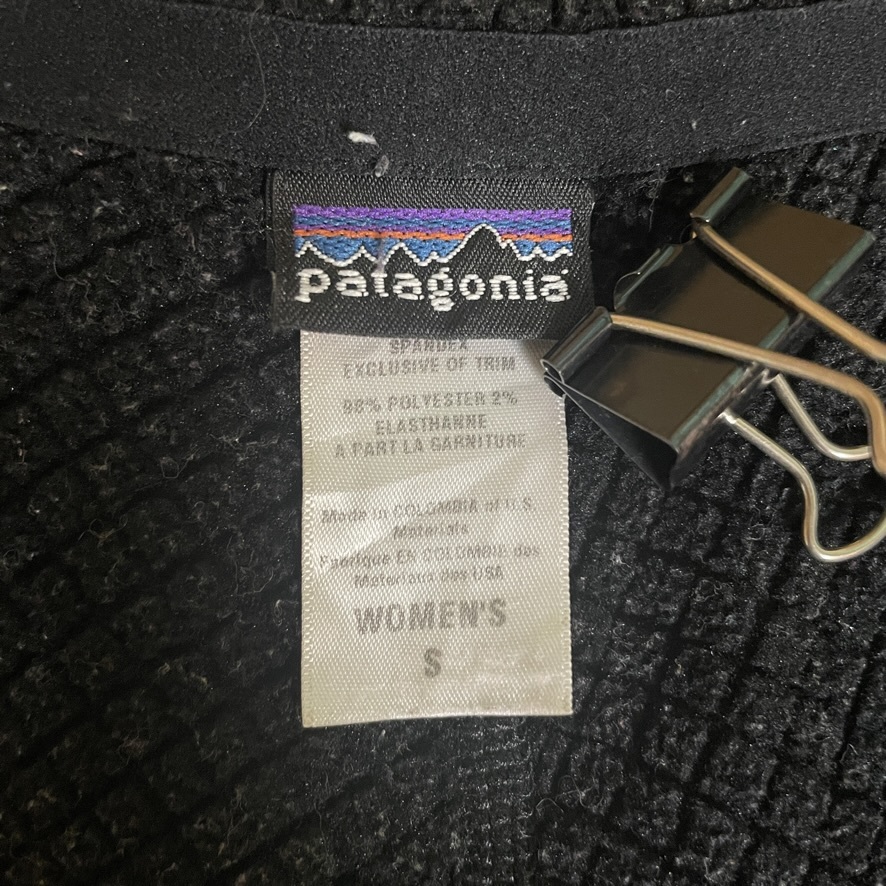 patagonia
SPANDEX
EXCLUSIVE OF TRIM
98% POLYESTER 2%
ELASTHANNE
A PART LA GARNITURE
Made in COLOMBIA of U.S.
Materials
Fabrique EN COLOMBIE des
Materiaux des USA
WOMEN'S
S